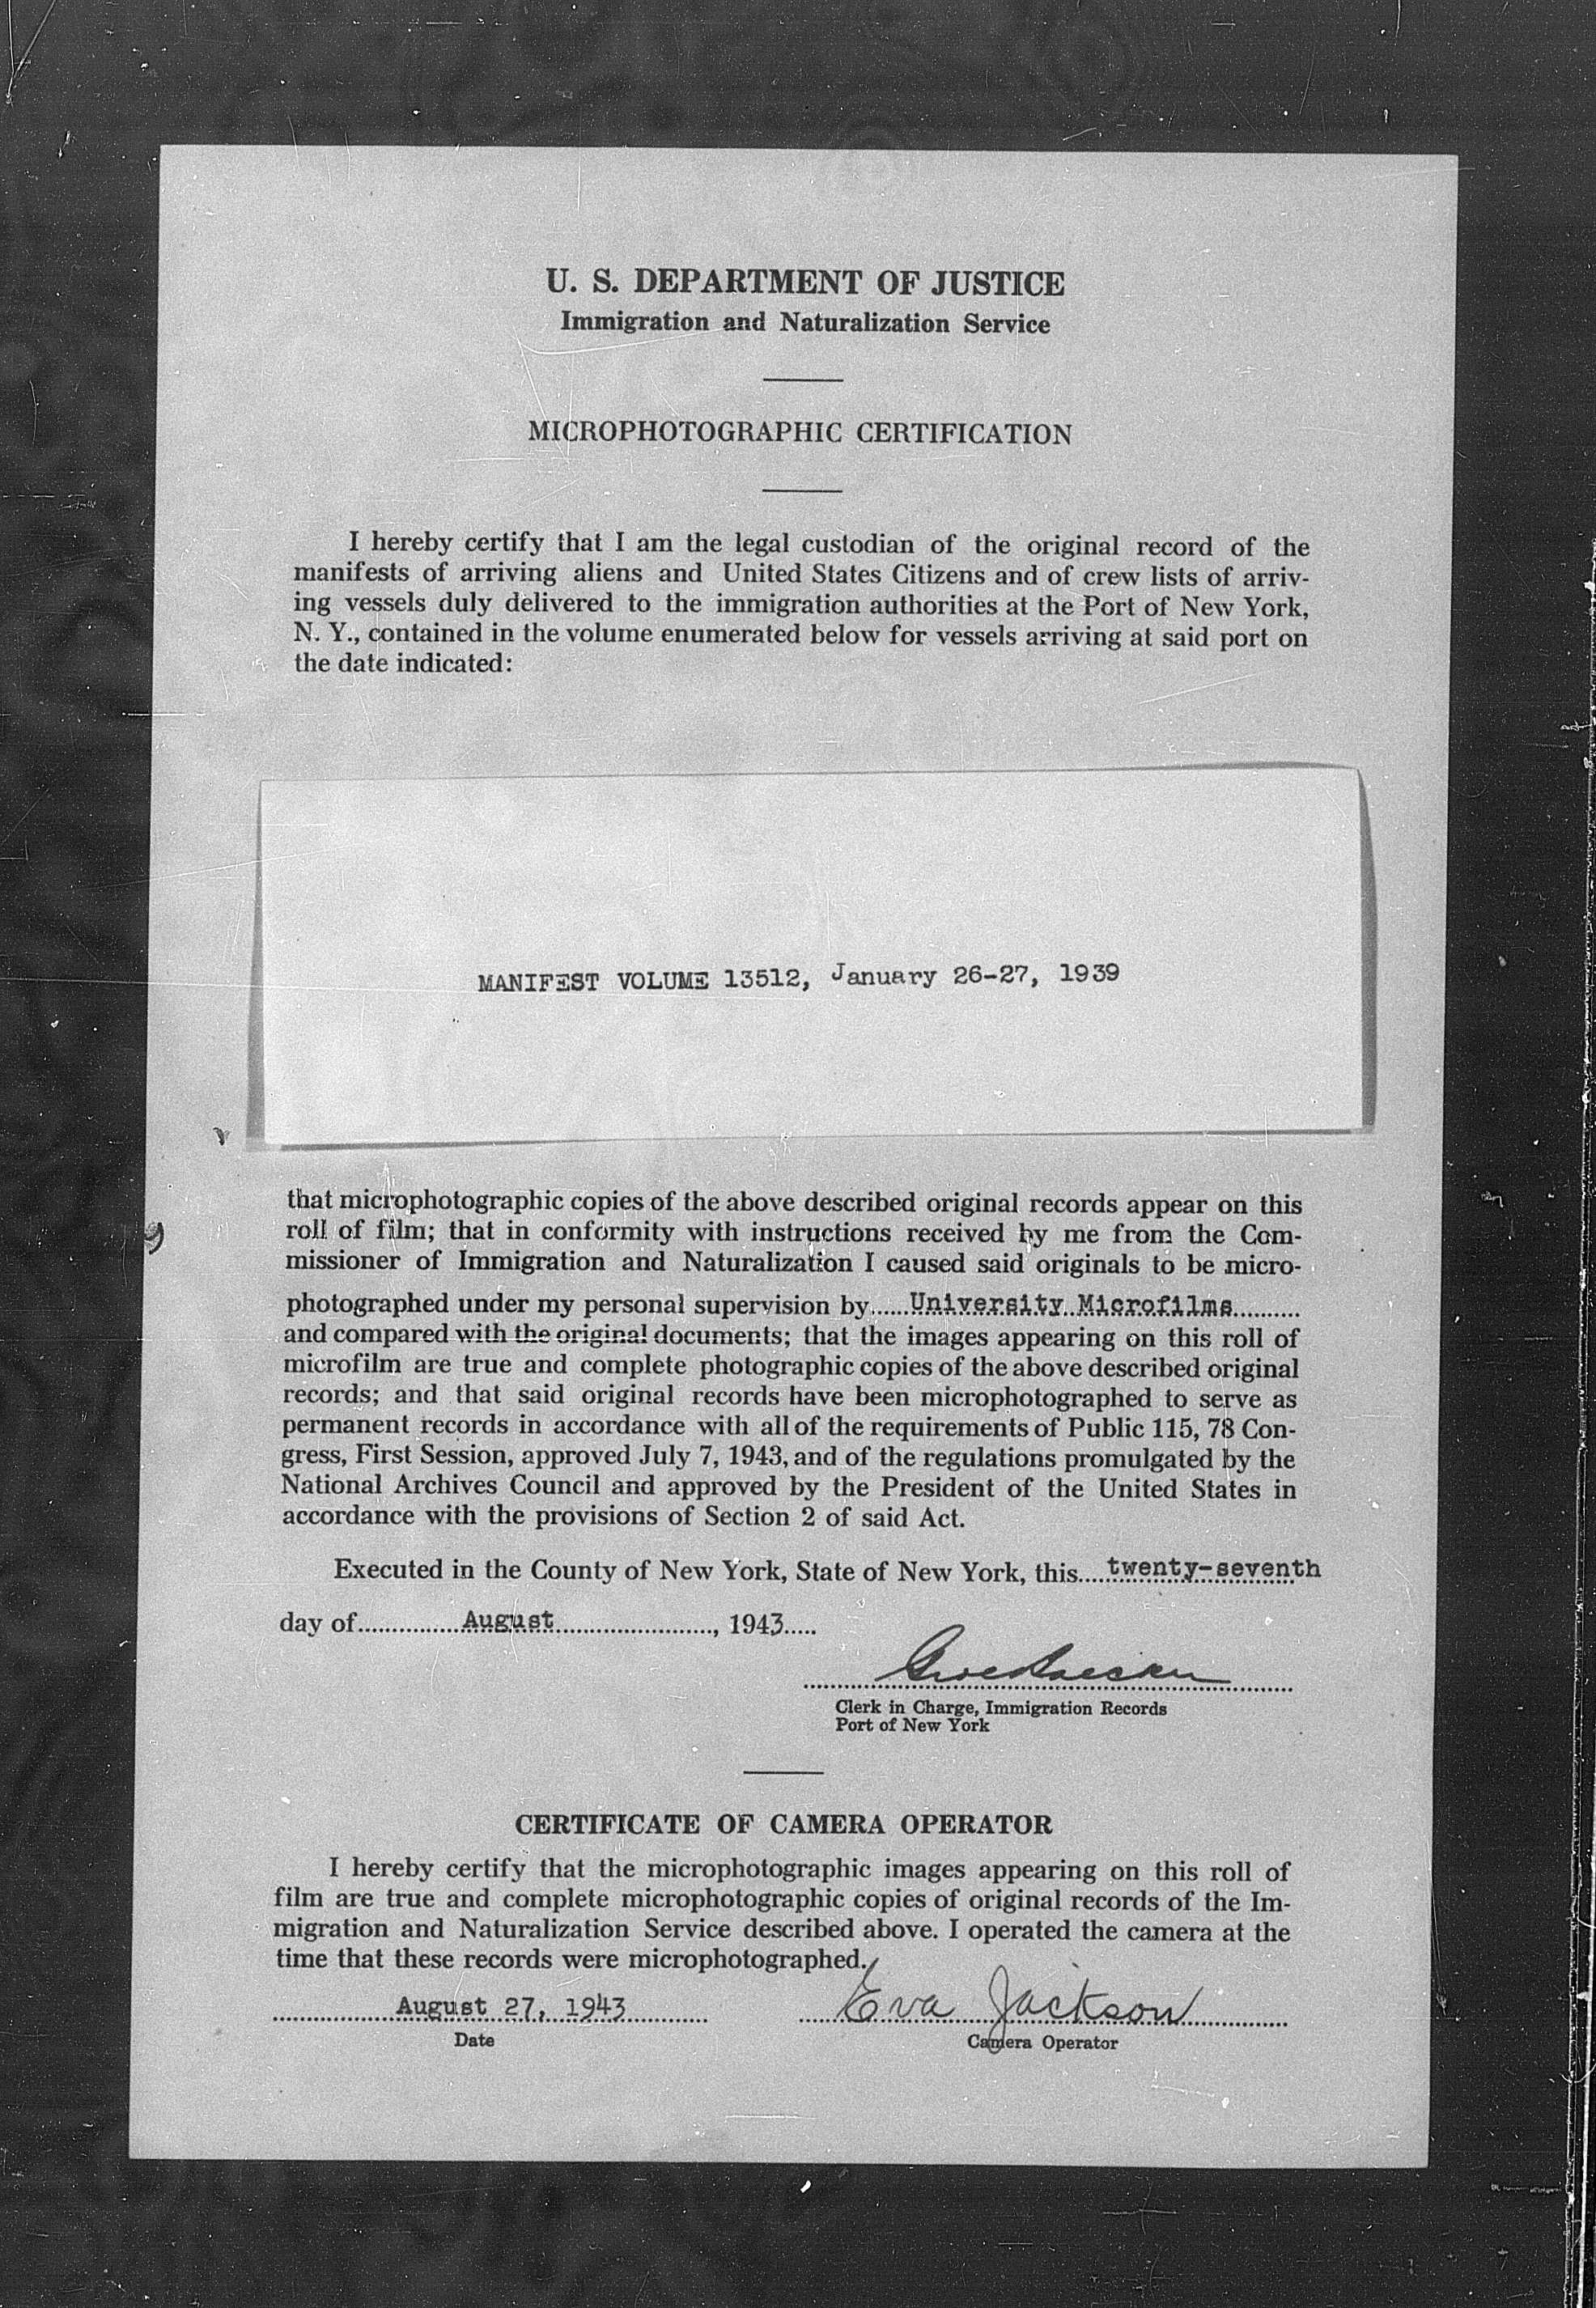 U. S. DEPARTMENT OF JUSTICE
Immigration and Naturalization Service
MICROPHOTOGRAPHIC CERTIFICATION
I hereby certify that I am the legal custodian of the original record of the
manifests of arriving aliens and United States Citizens and of crew lists of arriv-
ing vessels duly delivered to the immigration authorities at the Port of New York,
N. Y., contained in the volume enumerated below for vessels arriving at said port on
the date indicated:
MANIFEST VOLUME 13512, January 26-27, 1939
that microphotographic copies of the above described original records appear on this
roll of film; that in conformity with instructions received by me from the Com-
missioner of Immigration and Naturalization I caused said originals to be micro-
photographed under my personal supervision by......University Microfilms..........
and compared with the original documents; that the images appearing on this roll of
microfilm are true and complete photographic copies of the above described original
records; and that said original records have been microphotographed to serve as
permanent records in accordance with all of the requirements of Public 115, 78 Con-
gress, First Session, approved July 7, 1943, and of the regulations promulgated by the
National Archives Council and approved by the President of the United States in
accordance with the provisions of Section 2 of said Act.
Executed in the County of New York, State of New York, this.....twenty-seventh
day of................August........................, 1943.....
Clerk in Charge, Immigration Records
Port of New York
CERTIFICATE OF CAMERA OPERATOR
I hereby certify that the microphotographic images appearing on this roll of
film are true and complete microphotographic copies of original records of the Im-
migration and Naturalization Service described above. I operated the camera at the
time that these records were microphotographed.
August 27, 1943 Eva Jackson
Date Camera Operator